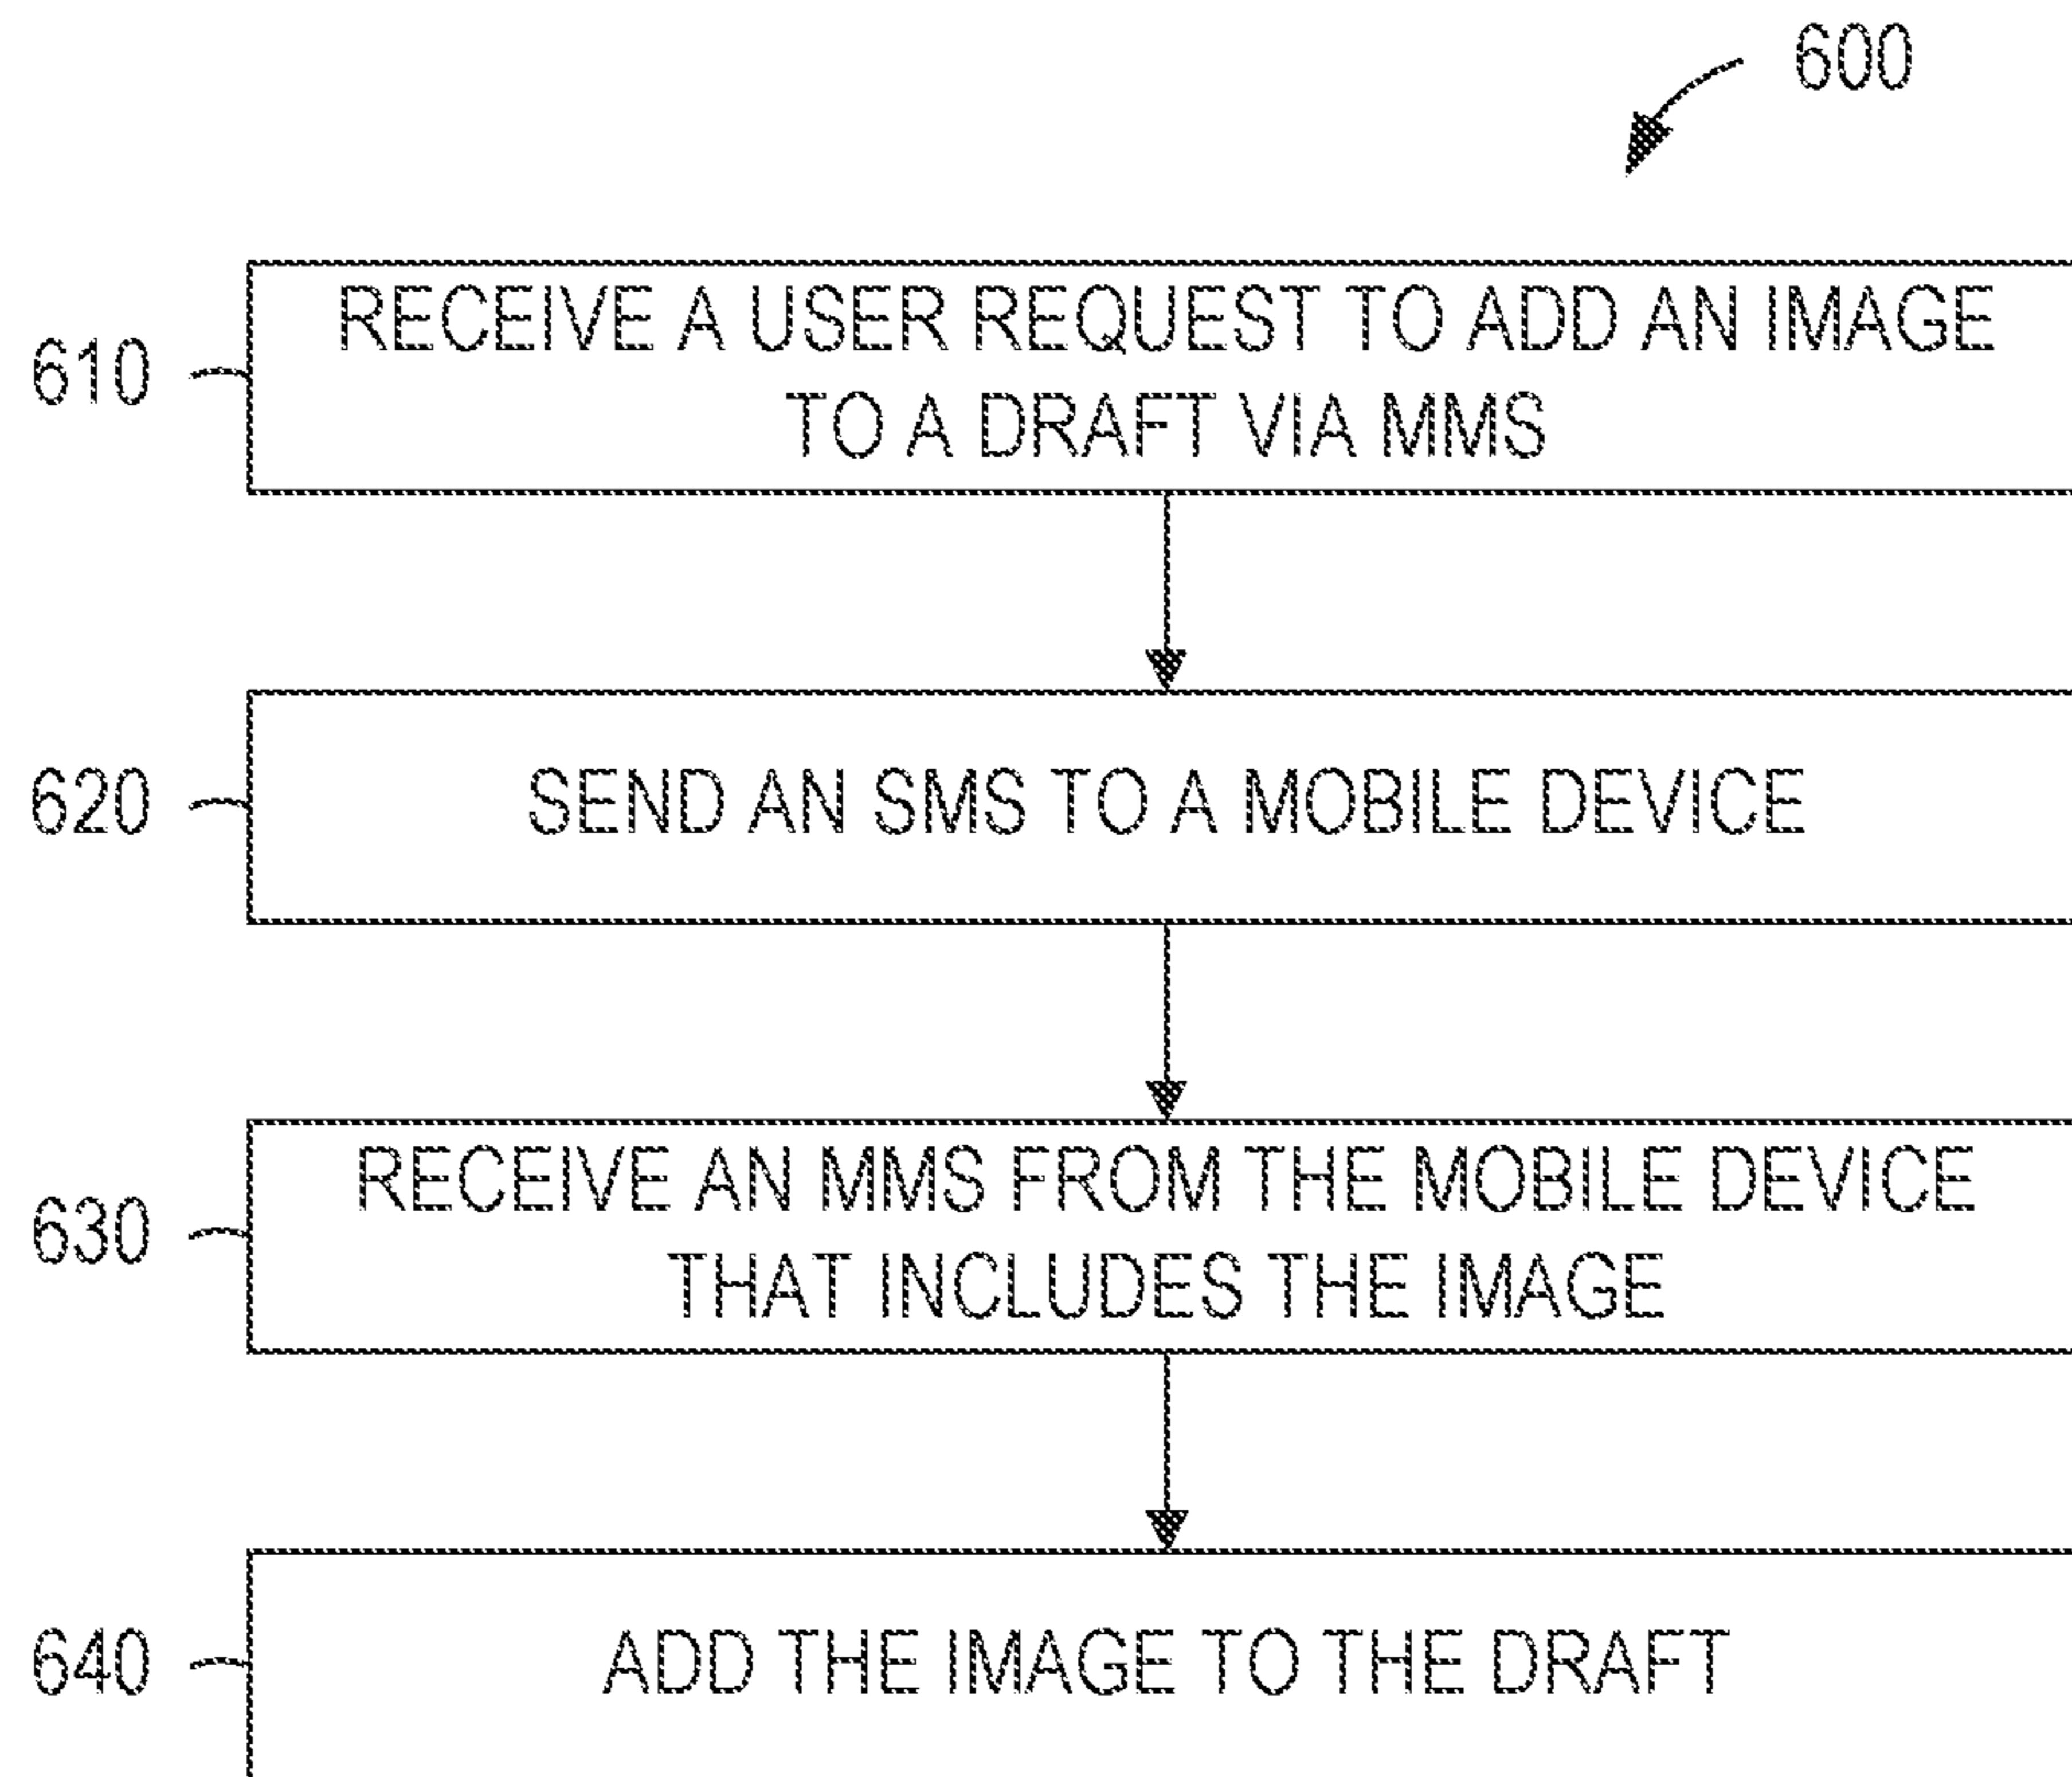 600
610
RECEIVE A USER REQUEST TO ADD AN IMAGE
TO A DRAFT VIA MMS
620
SEND AN SMS TO A MOBILE DEVICE
630
RECEIVE AN MMS FROM THE MOBILE DEVICE
THAT INCLUDES THE IMAGE
640
ADD THE IMAGE TO THE DRAFT